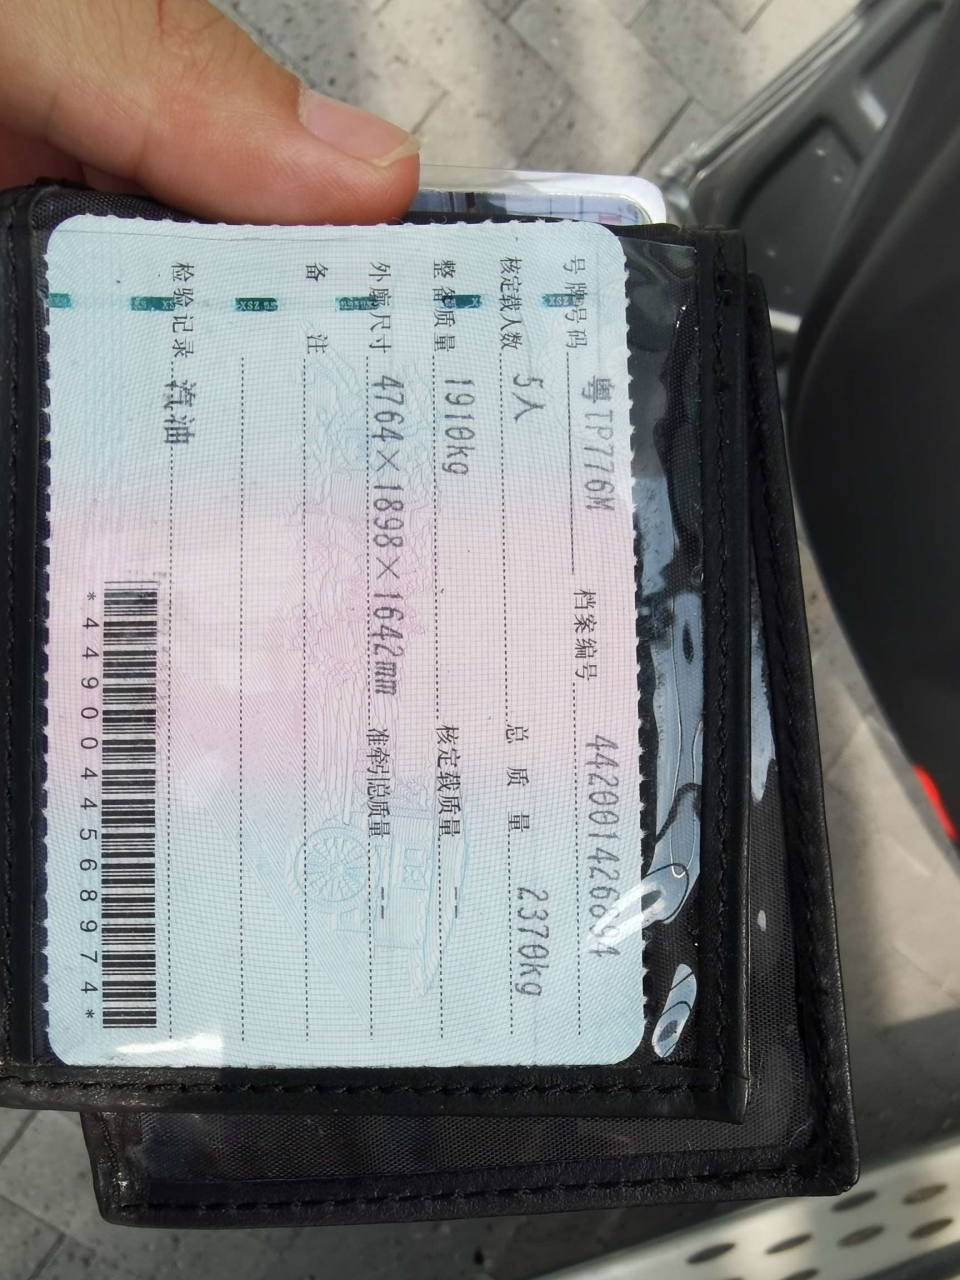 号牌号码 粤TP776M 档案编号 442001426894
核定载人数 5人 总质量 2370kg
整备质量 1910kg 核定载质量 --
外廓尺寸 4764×1898×1642mm 准牵引总质量 --
备注
检验记录 汽油
*4490044568974*